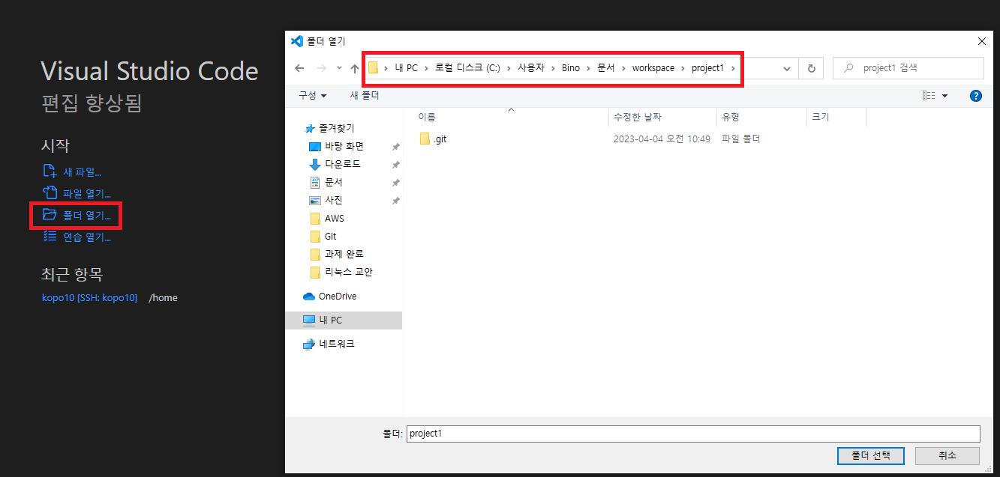 Visual Studio Code
편집 향상됨
시작
새 파일...
파일 열기...
폴더 열기...
연습 열기...
최근 항목
kopo10 [SSH: kopo10] /home
폴더 열기
내 PC 로컬 디스크 (C:) 사용자 Bino 문서 workspace project1
project1 검색
구성
새 폴더
?
이름 수정한 날짜 유형 크기
.git 2023-04-04 오전 10:49 파일 폴더
즐겨찾기
바탕 화면
다운로드
문서
사진
AWS
Git
과제 완료
리눅스 교안
OneDrive
내 PC
네트워크
폴더: project1
폴더 선택 취소